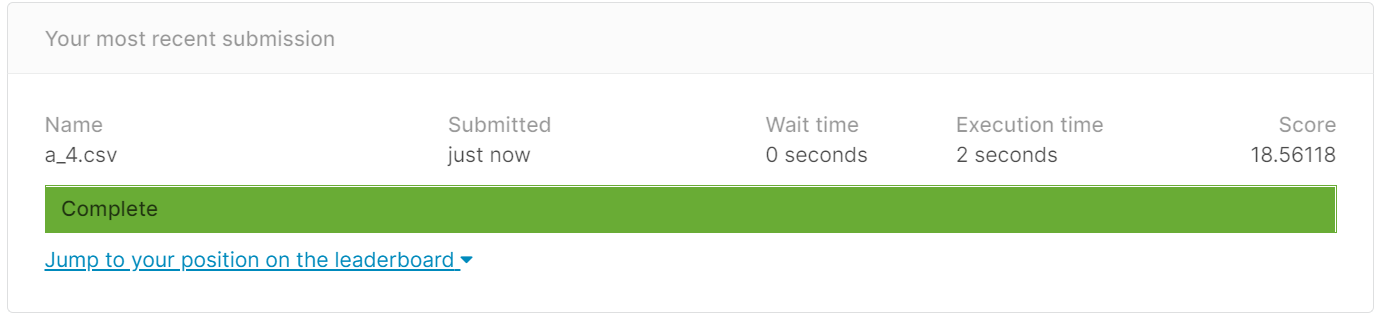 Your most recent submission
Name Submitted Wait time Execution time Score
a_4.csv just now 0 seconds 2 seconds 18.56118
Complete
Jump to your position on the leaderboard